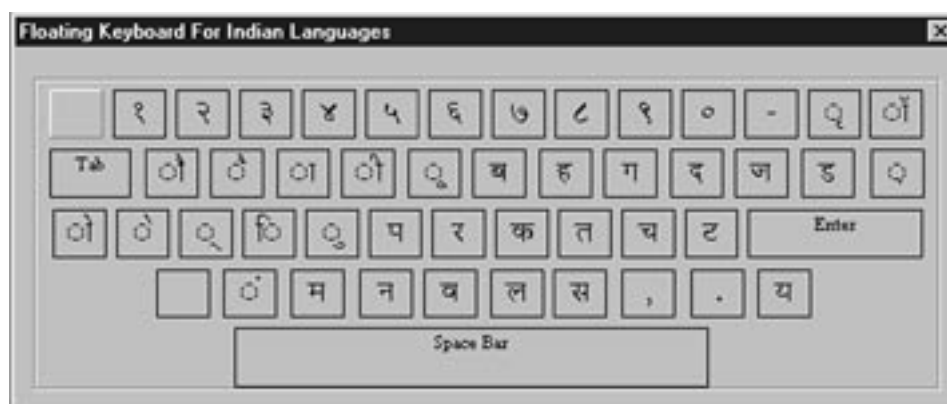 Floating Keyboard For Indian Languages
१ २ ३ ४ ५ ६ ७ ८ ९ ० - ृ ॉ
Tab ौ ै ा ी ू ब ह ग द ज ड ़
ो े ् ि ु प र क त च ट Enter
ं म न व ल स , . य
Space Bar